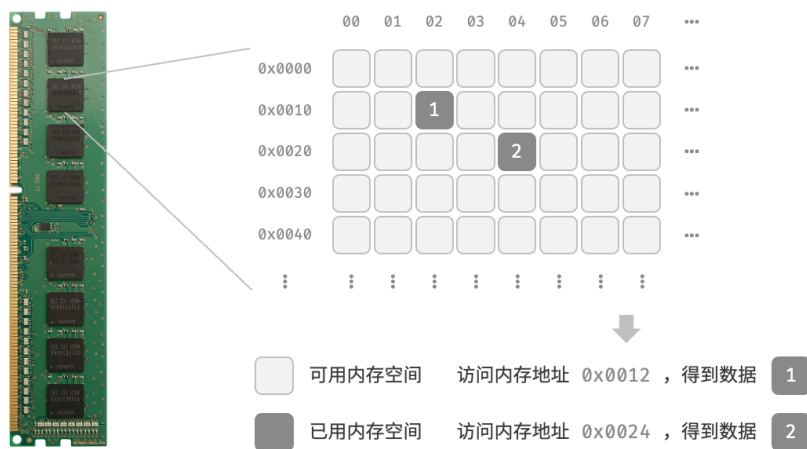 00 01 02 03 04 05 06 07 •••
0x0000 •••
0x0010 1 •••
0x0020 2 •••
0x0030 •••
0x0040 •••
可用内存空间 访问内存地址 0x0012 ，得到数据 1
已用内存空间 访问内存地址 0x0024 ，得到数据 2